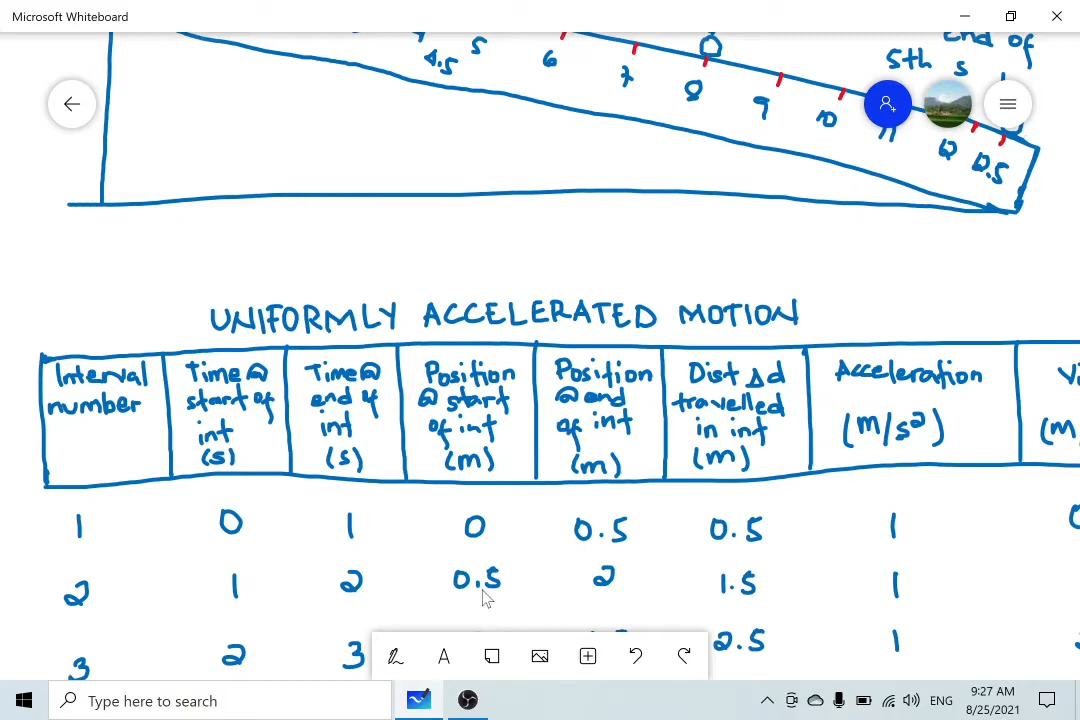 Microsoft Whiteboard
end of
5th s
4.5 5 6 7 8 9 10 11 12 12.5
UNIFORMLY ACCELERATED MOTION
Interval number
Time @ start of int (s)
Time @ end of int (s)
Position @ start of int (m)
Position @ end of int (m)
Dist Δd travelled in int (m)
Acceleration (m/s²)
1 0 1 0 0.5 0.5 1
2 1 2 0.5 2 1.5 1
3 2 3 2.5 1
Type here to search
ENG
9:27 AM
8/25/2021